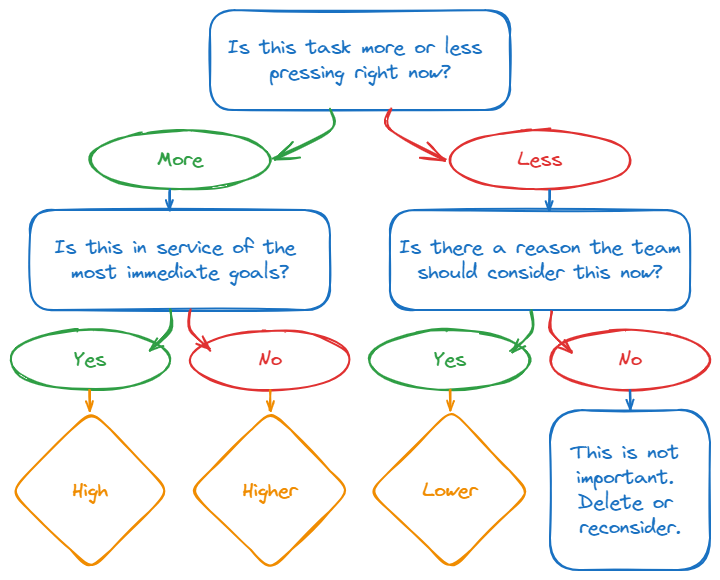 Is this task more or less
pressing right now?
More
Less
Is this in service of the
most immediate goals?
Is there a reason the team
should consider this now?
Yes
No
Yes
No
High
Higher
Lower
This is not
important.
Delete or
reconsider.